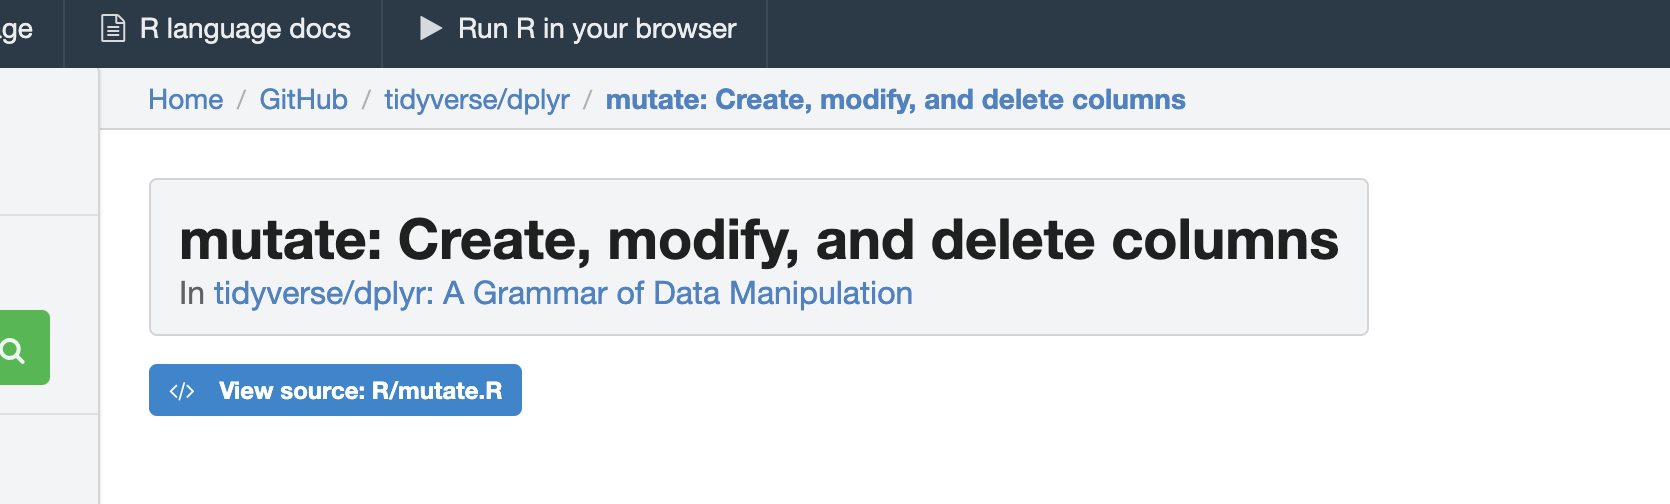 R language docs Run R in your browser
Home / GitHub / tidyverse/dplyr / mutate: Create, modify, and delete columns
mutate: Create, modify, and delete columns
In tidyverse/dplyr: A Grammar of Data Manipulation
</> View source: R/mutate.R